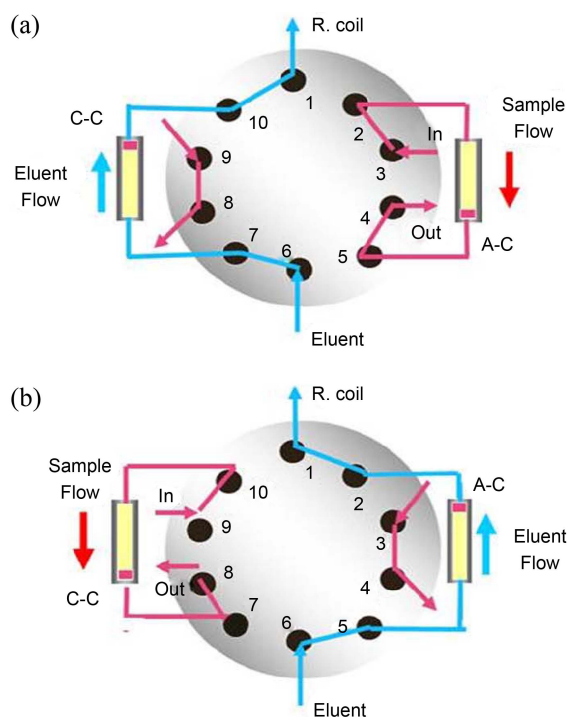 (a)
R. coil
1
2
10
C-C
Sample
Flow
In
3
9
Eluent
Flow
8
4
Out
7
6
5
A-C
Eluent
(b)
R. coil
1
2
10
Sample
Flow
In
A-C
9
3
Eluent
Flow
8
Out
4
C-C
7
6
5
Eluent